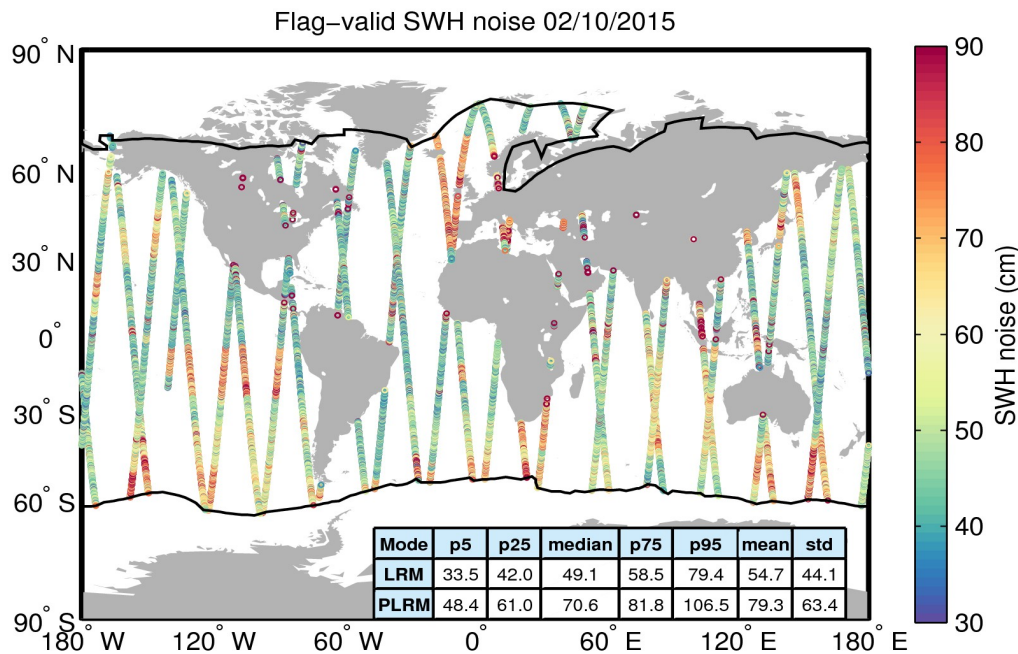 Flag−valid SWH noise 02/10/2015
90° N
60° N
30° N
0°
30° S
60° S
90° S
180° W
120° W
60° W
0°
60° E
120° E
180° E
Mode p5 p25 median p75 p95 mean std
LRM 33.5 42.0 49.1 58.5 79.4 54.7 44.1
PLRM 48.4 61.0 70.6 81.8 106.5 79.3 63.4
90
80
70
60
50
40
30
SWH noise (cm)